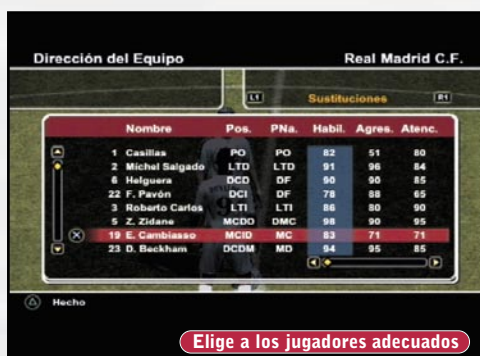 Dirección del Equipo Real Madrid C.F.
L1 Sustituciones R1
Nombre Pos. PNa. Habil. Agres. Atenc.
1 Casillas PO PO 82 51 80
2 Michel Salgado LTD LTD 91 96 84
6 Helguera DCD DF 90 90 85
22 F. Pavón DCI DF 78 88 65
3 Roberto Carlos LTI LTI 86 80 90
5 Z. Zidane MCDO DMC 98 90 95
19 E. Cambiasso MCID MC 83 71 71
23 D. Beckham DCDM MD 94 95 85
Hecho
Elige a los jugadores adecuados